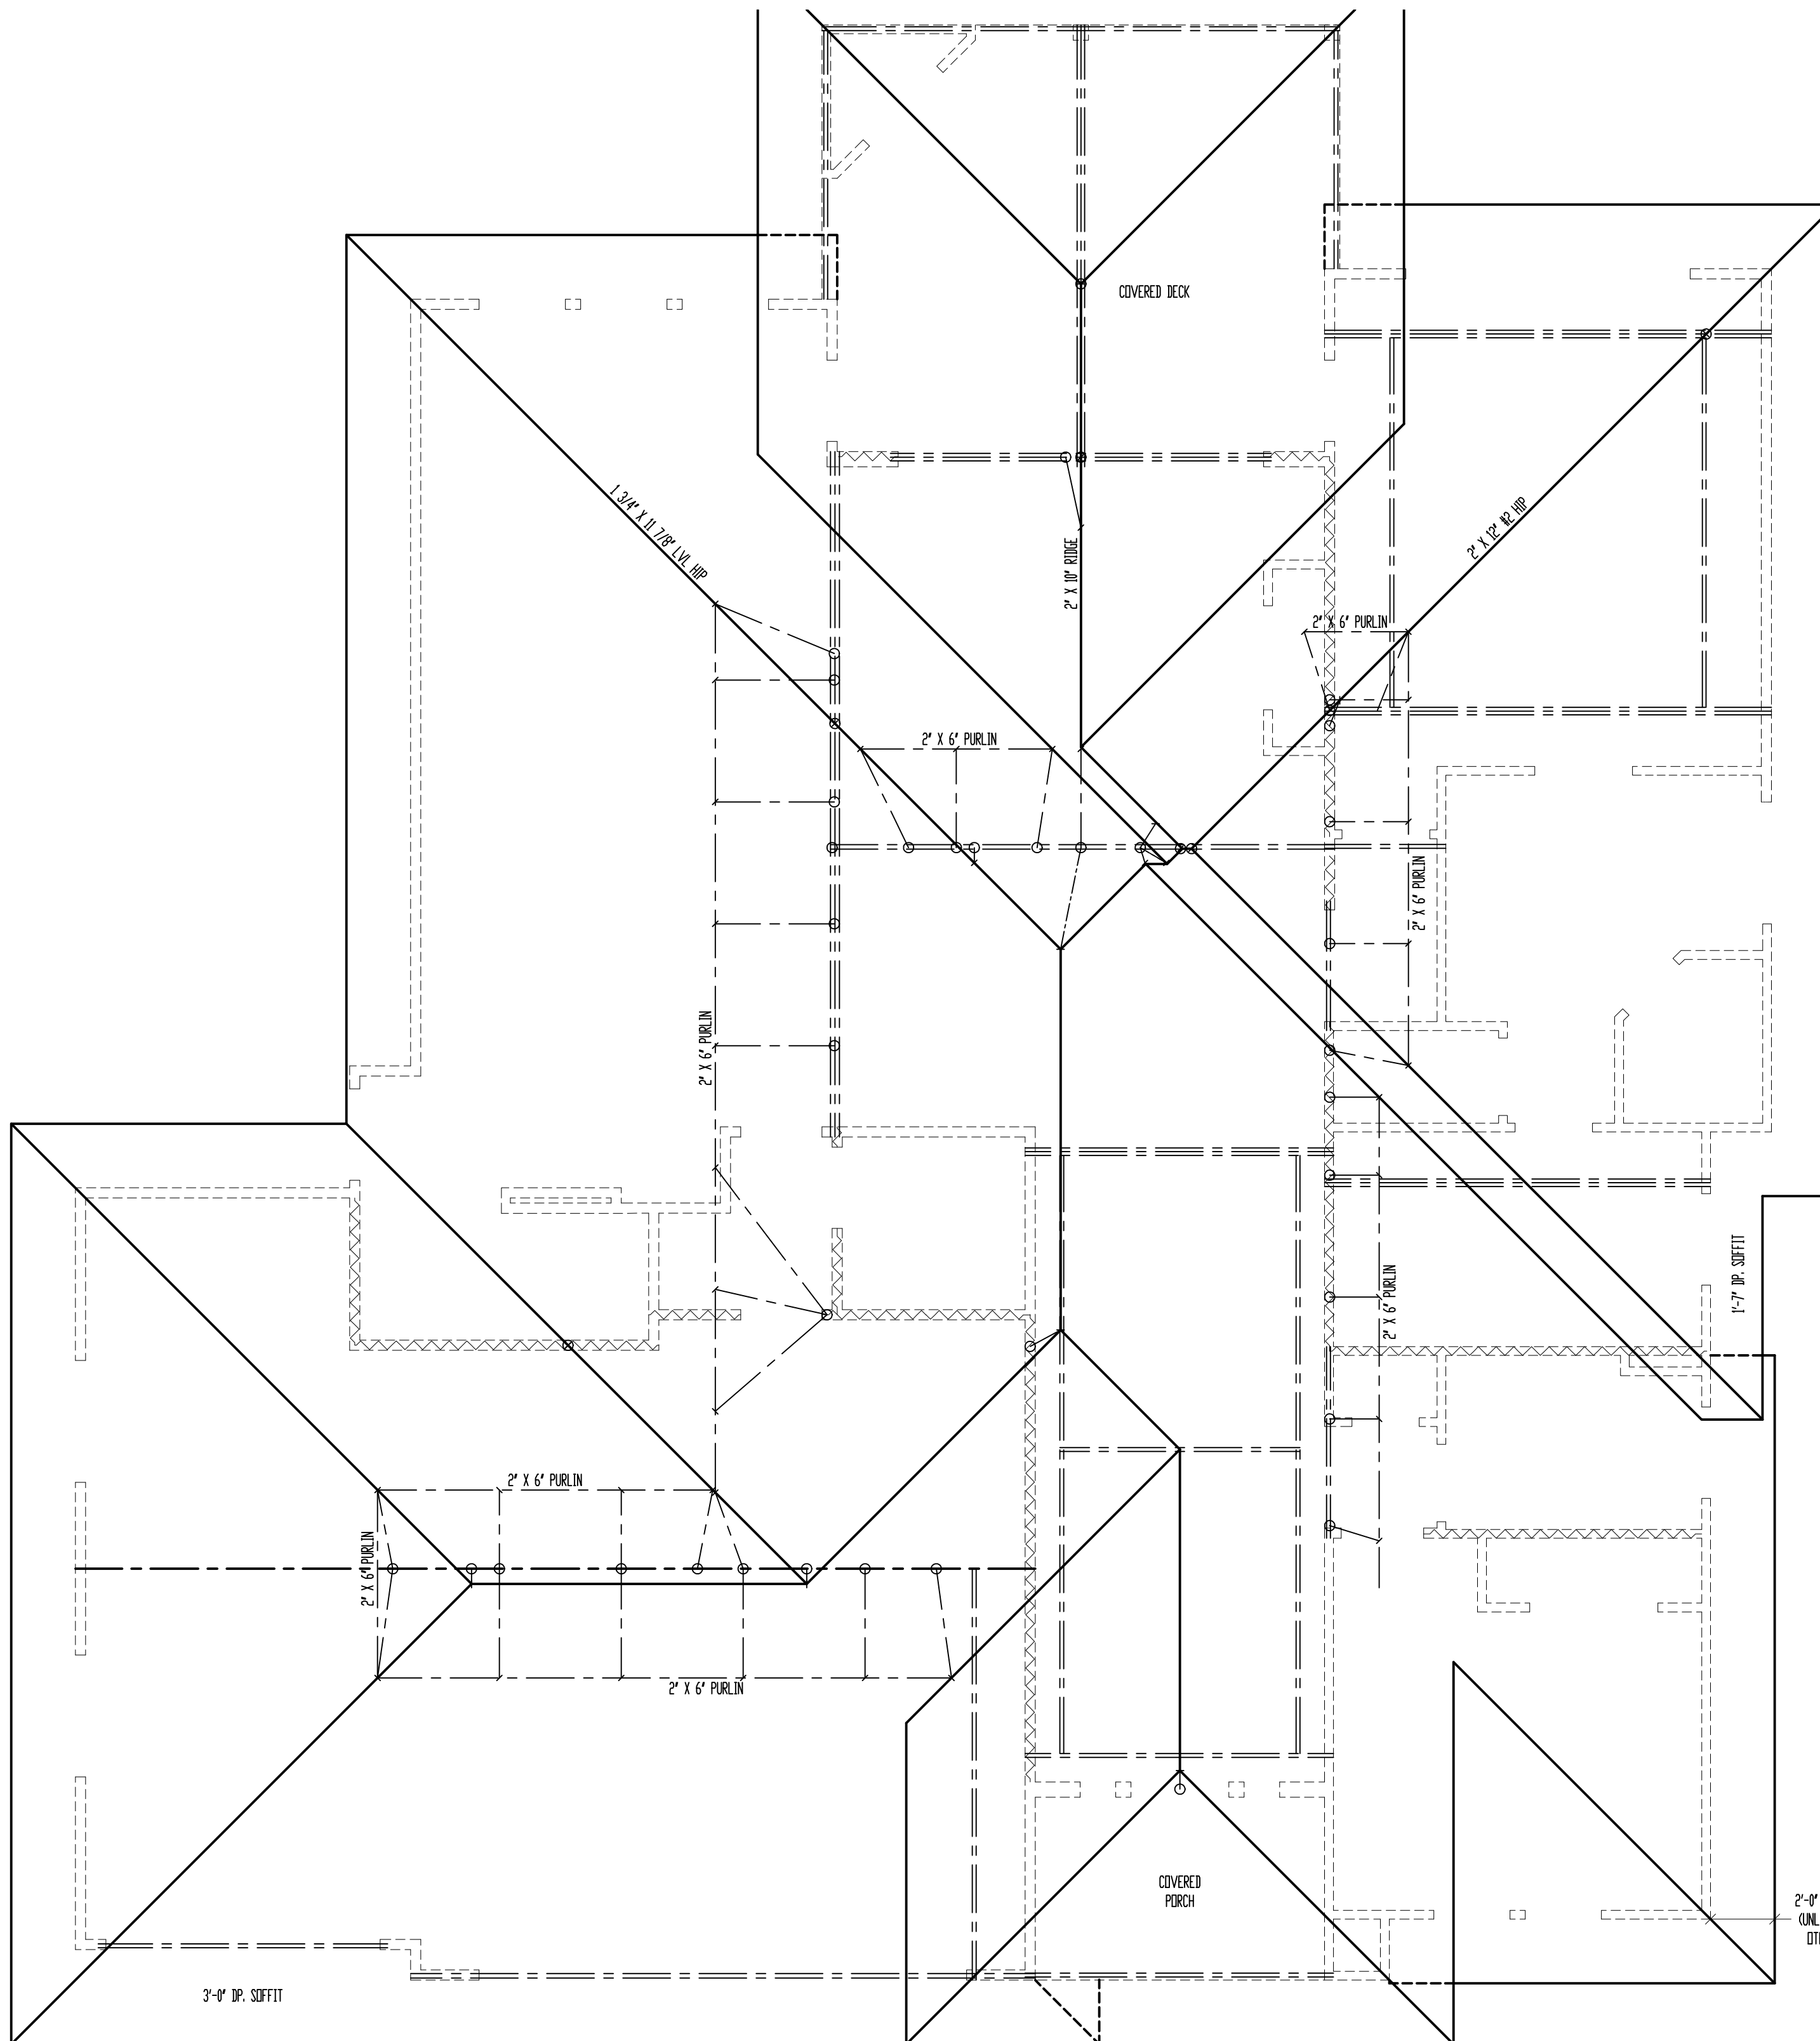 COVERED DECK
1 3/4" X 11 7/8" LVL HIP
2" X 12" #2 HIP
2" X 10" RIDGE
2" X 6" PURLIN
2" X 6" PURLIN
2" X 6" PURLIN
2" X 6" PURLIN
1'-7" DP. SOFFIT
2" X 6" PURLIN
2" X 6" PURLIN
2" X 6" PURLIN
2" X 6" PURLIN
COVERED
PORCH
2'-0"
3'-0" DP. SOFFIT